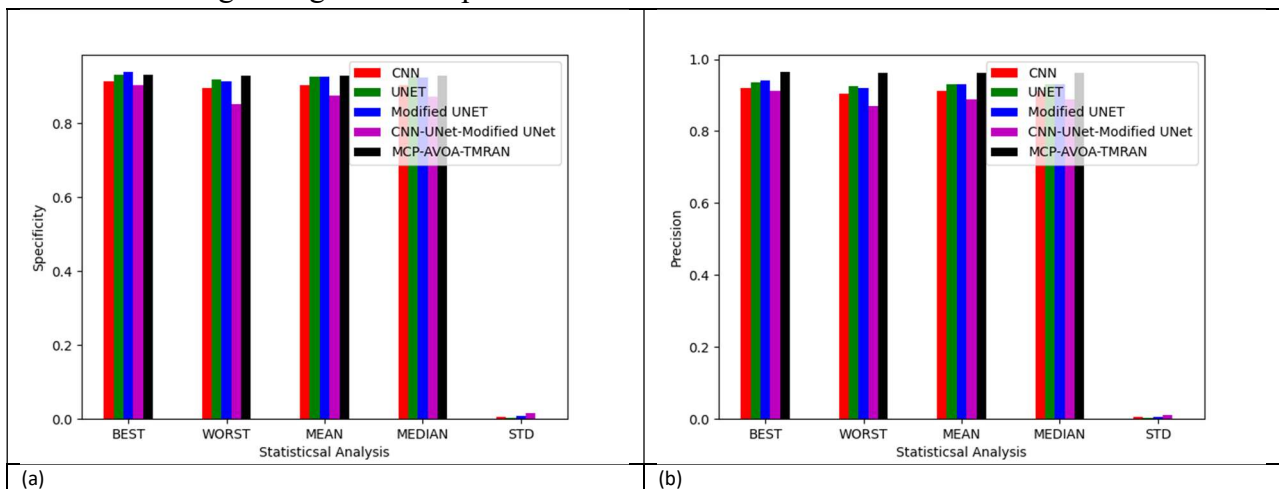 CNN
UNET
Modified UNET
CNN-UNet-Modified UNet
MCP-AVOA-TMRAN
0.8
0.6
0.4
0.2
0.0
Specificity
BEST WORST MEAN MEDIAN STD
Statisticsal Analysis
(a)
CNN
UNET
Modified UNET
CNN-UNet-Modified UNet
MCP-AVOA-TMRAN
1.0
0.8
0.6
0.4
0.2
0.0
Precision
BEST WORST MEAN MEDIAN STD
Statisticsal Analysis
(b)